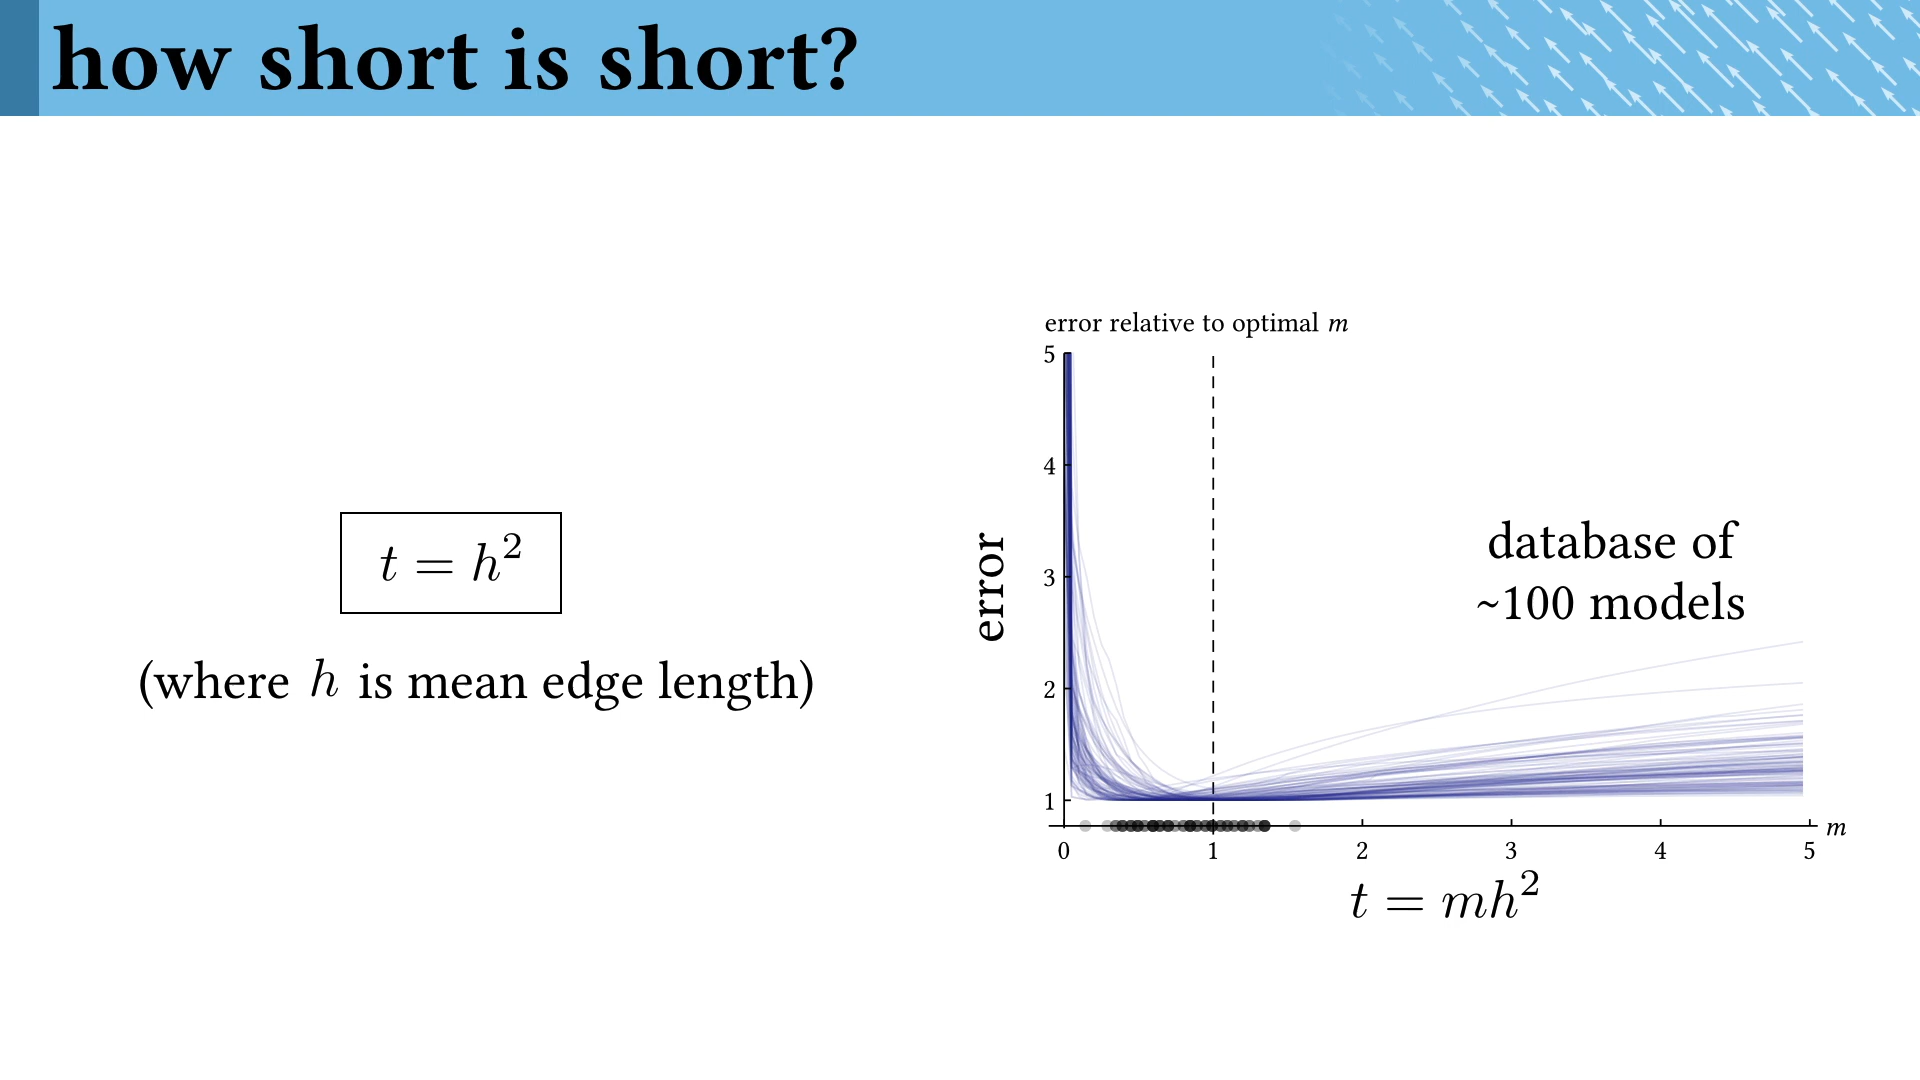 how short is short?
t = h²
(where h is mean edge length)
error relative to optimal m
5
4
3
2
1
error
database of
~100 models
m
0 1 2 3 4 5
t = mh²